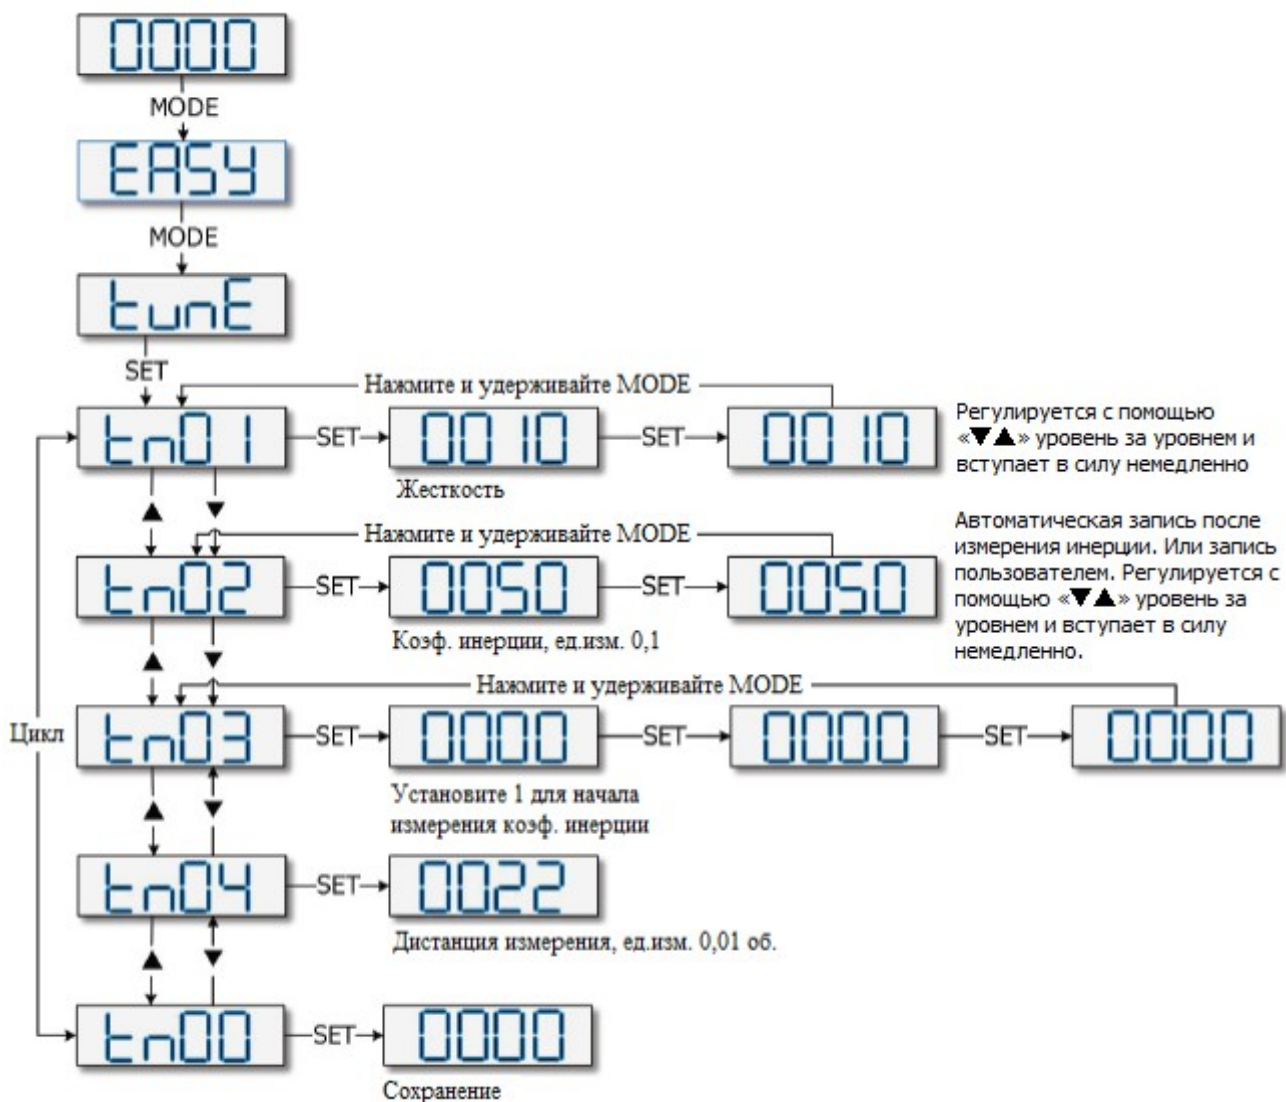 0000
MODE
EASY
MODE
tunE
SET
Нажмите и удерживайте MODE
tn01
SET
0010
SET
0010
Жесткость
Регулируется с помощью
«▼▲» уровень за уровнем и
вступает в силу немедленно
▲
▼
Нажмите и удерживайте MODE
tn02
SET
0050
SET
0050
Коэф. инерции, ед.изм. 0,1
Автоматическая запись после
измерения инерции. Или запись
пользователем. Регулируется с
помощью «▼▲» уровень за
уровнем и вступает в силу
немедленно.
▲
▼
Нажмите и удерживайте MODE
Цикл
tn03
SET
0000
SET
0000
SET
0000
Установите 1 для начала
измерения коэф. инерции
▲
▼
tn04
SET
0022
Дистанция измерения, ед.изм. 0,01 об.
▲
▼
tn00
SET
0000
Сохранение